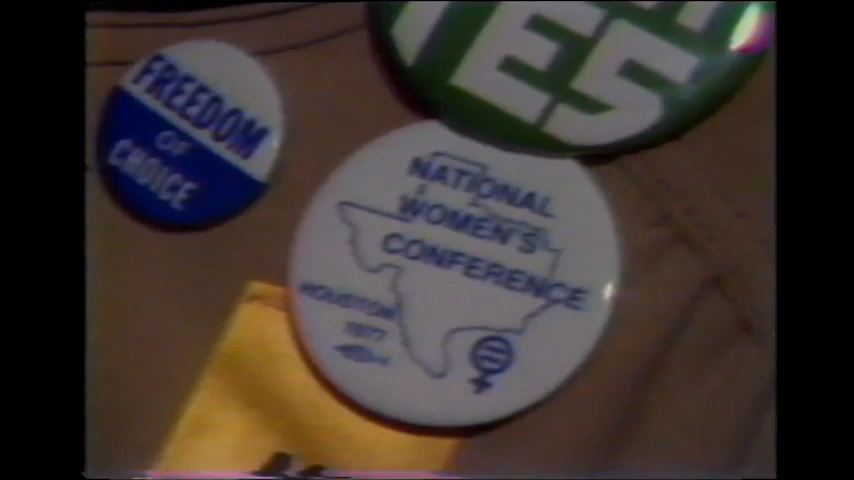 FREEDOM
OF
CHOICE
YES
NATIONAL
WOMEN'S
CONFERENCE
HOUSTON
1977